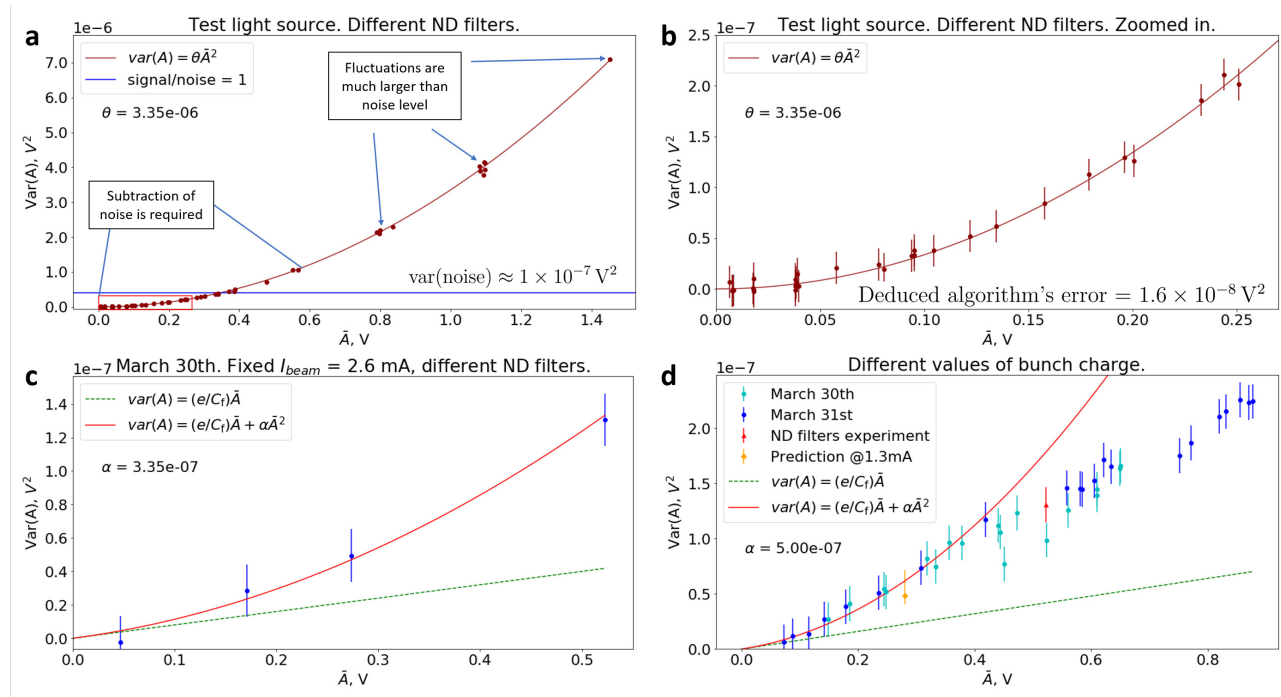 a
Test light source. Different ND filters.
1e−6
var(A) = θĀ²
signal/noise = 1
θ = 3.35e-06
Fluctuations are
much larger than
noise level
Subtraction of
noise is required
var(noise) ≈ 1 × 10⁻⁷ V²
Var(A), V²
7.0
6.0
5.0
4.0
3.0
2.0
1.0
0.0
0.0 0.2 0.4 0.6 0.8 1.0 1.2 1.4
Ā, V
b
Test light source. Different ND filters. Zoomed in.
1e−7
var(A) = θĀ²
θ = 3.35e-06
Deduced algorithm's error = 1.6 × 10⁻⁸ V²
Var(A), V²
2.5
2.0
1.5
1.0
0.5
0.0
0.00 0.05 0.10 0.15 0.20 0.25
Ā, V
c
March 30th. Fixed I_beam = 2.6 mA, different ND filters.
1e−7
var(A) = (e/C_f)Ā
var(A) = (e/C_f)Ā + αĀ²
α = 3.35e-07
Var(A), V²
1.4
1.2
1.0
0.8
0.6
0.4
0.2
0.0
0.0 0.1 0.2 0.3 0.4 0.5
Ā, V
d
Different values of bunch charge.
1e−7
March 30th
March 31st
ND filters experiment
Prediction @1.3mA
var(A) = (e/C_f)Ā
var(A) = (e/C_f)Ā + αĀ²
α = 5.00e-07
Var(A), V²
2.0
1.5
1.0
0.5
0.0
0.0 0.2 0.4 0.6 0.8
Ā, V